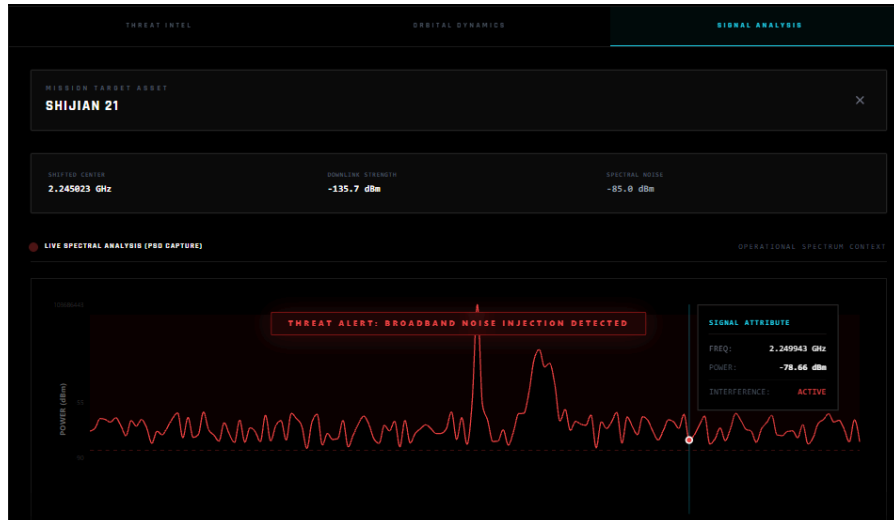 THREAT INTEL
ORBITAL DYNAMICS
SIGNAL ANALYSIS
MISSION TARGET ASSET
SHIJIAN 21
×
SHIFTED CENTER
DOWNLINK STRENGTH
SPECTRAL NOISE
2.245023 GHz
-135.7 dBm
-85.0 dBm
LIVE SPECTRAL ANALYSIS (PSD CAPTURE)
OPERATIONAL SPECTRUM CONTEXT
THREAT ALERT: BROADBAND NOISE INJECTION DETECTED
SIGNAL ATTRIBUTE
FREQ: 2.249943 GHz
POWER: -78.66 dBm
INTERFERENCE: ACTIVE
POWER (dBm)